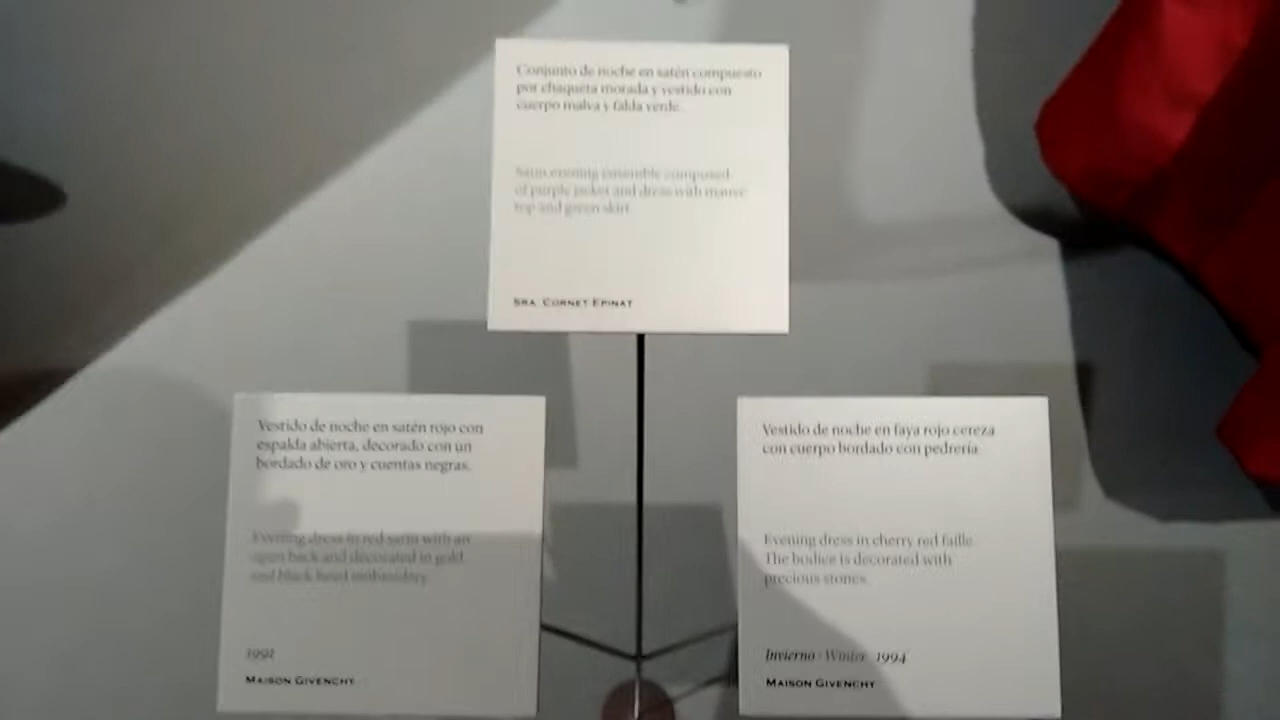 Conjunto de noche en satén compuesto
por chaqueta morada y vestido con
cuerpo malva y falda verde.
Satin evening ensemble composed
of purple jacket and dress with mauve
top and green skirt.
SRA. CORNET EPINAT
Vestido de noche en satén rojo con
espalda abierta, decorado con un
bordado de oro y cuentas negras.
Evening dress in red satin with an
open back and decorated in gold
and black bead embroidery.
MAISON GIVENCHY
Vestido de noche en faya rojo cereza
con cuerpo bordado con pedrería.
Evening dress in cherry red faille.
The bodice is decorated with
precious stones.
Invierno · Winter 1994
MAISON GIVENCHY